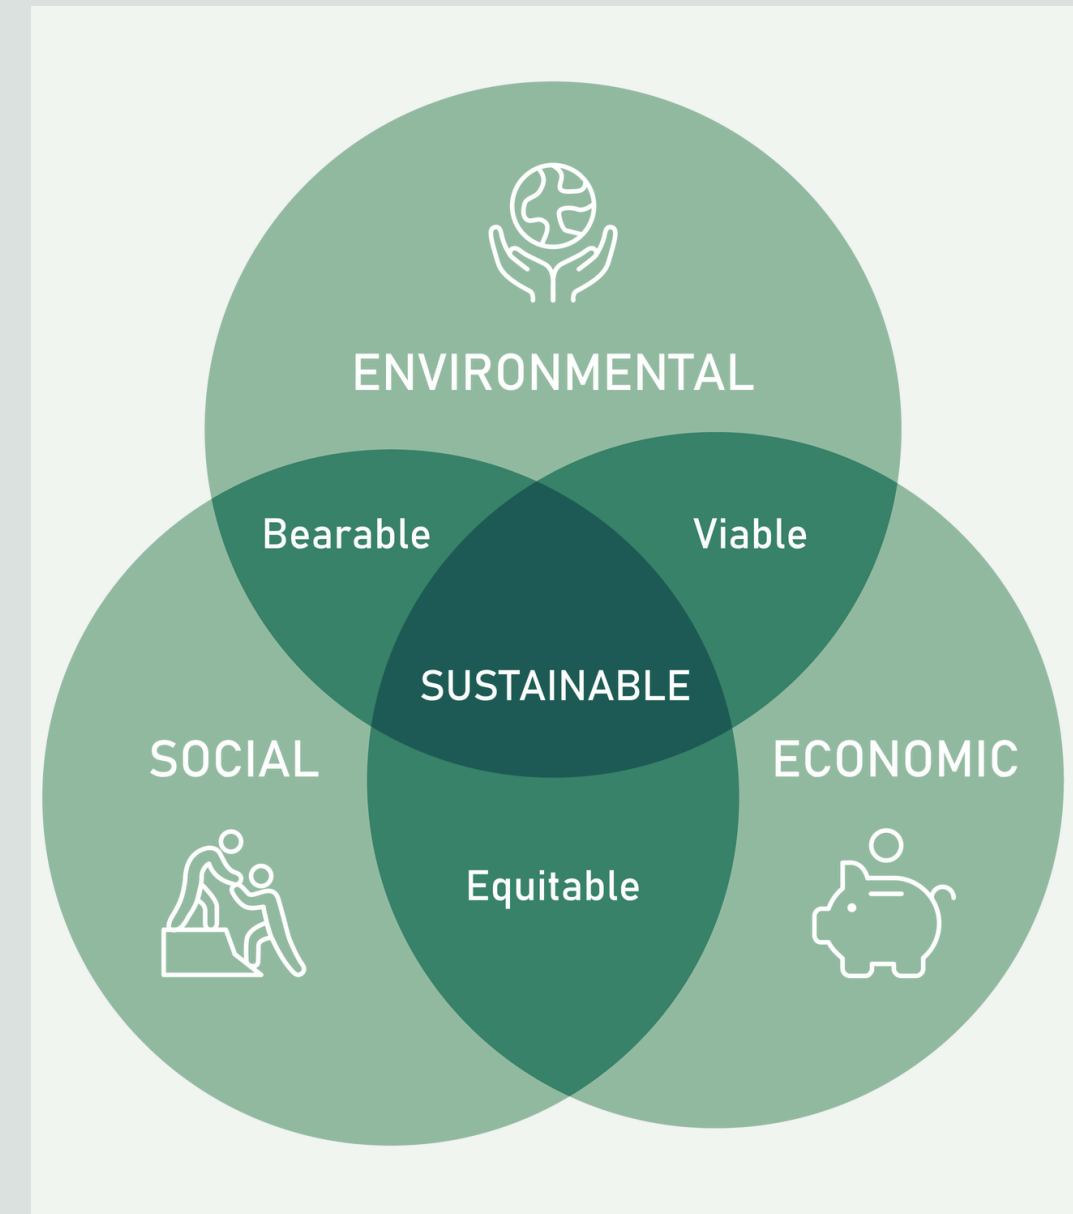 ENVIRONMENTAL
Bearable
Viable
SUSTAINABLE
SOCIAL
ECONOMIC
Equitable